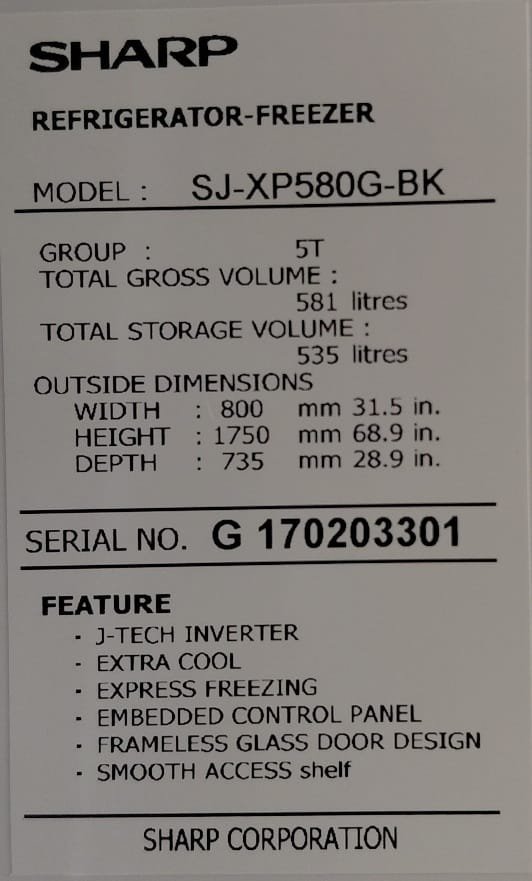 SHARP
REFRIGERATOR-FREEZER
MODEL : SJ-XP580G-BK
GROUP : 5T
TOTAL GROSS VOLUME :
581 litres
TOTAL STORAGE VOLUME :
535 litres
OUTSIDE DIMENSIONS
WIDTH : 800 mm 31.5 in.
HEIGHT : 1750 mm 68.9 in.
DEPTH : 735 mm 28.9 in.
SERIAL NO. G 170203301
FEATURE
- J-TECH INVERTER
- EXTRA COOL
- EXPRESS FREEZING
- EMBEDDED CONTROL PANEL
- FRAMELESS GLASS DOOR DESIGN
- SMOOTH ACCESS shelf
SHARP CORPORATION